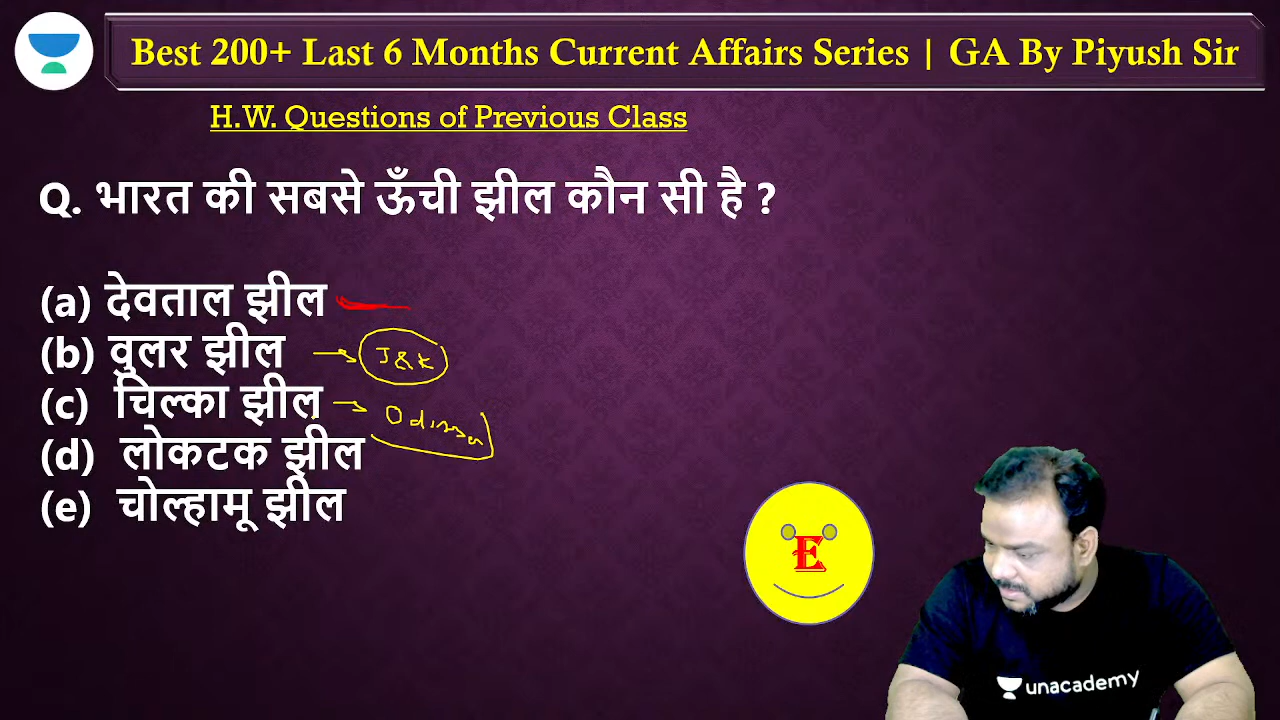 Best 200+ Last 6 Months Current Affairs Series | GA By Piyush Sir
H.W. Questions of Previous Class
Q. भारत की सबसे ऊँची झील कौन सी है ?
(a) देवताल झील
(b) वुलर झील → J&K
(c) चिल्का झील → Odissa
(d) लोकटक झील
(e) चोल्हामू झील
E
unacademy